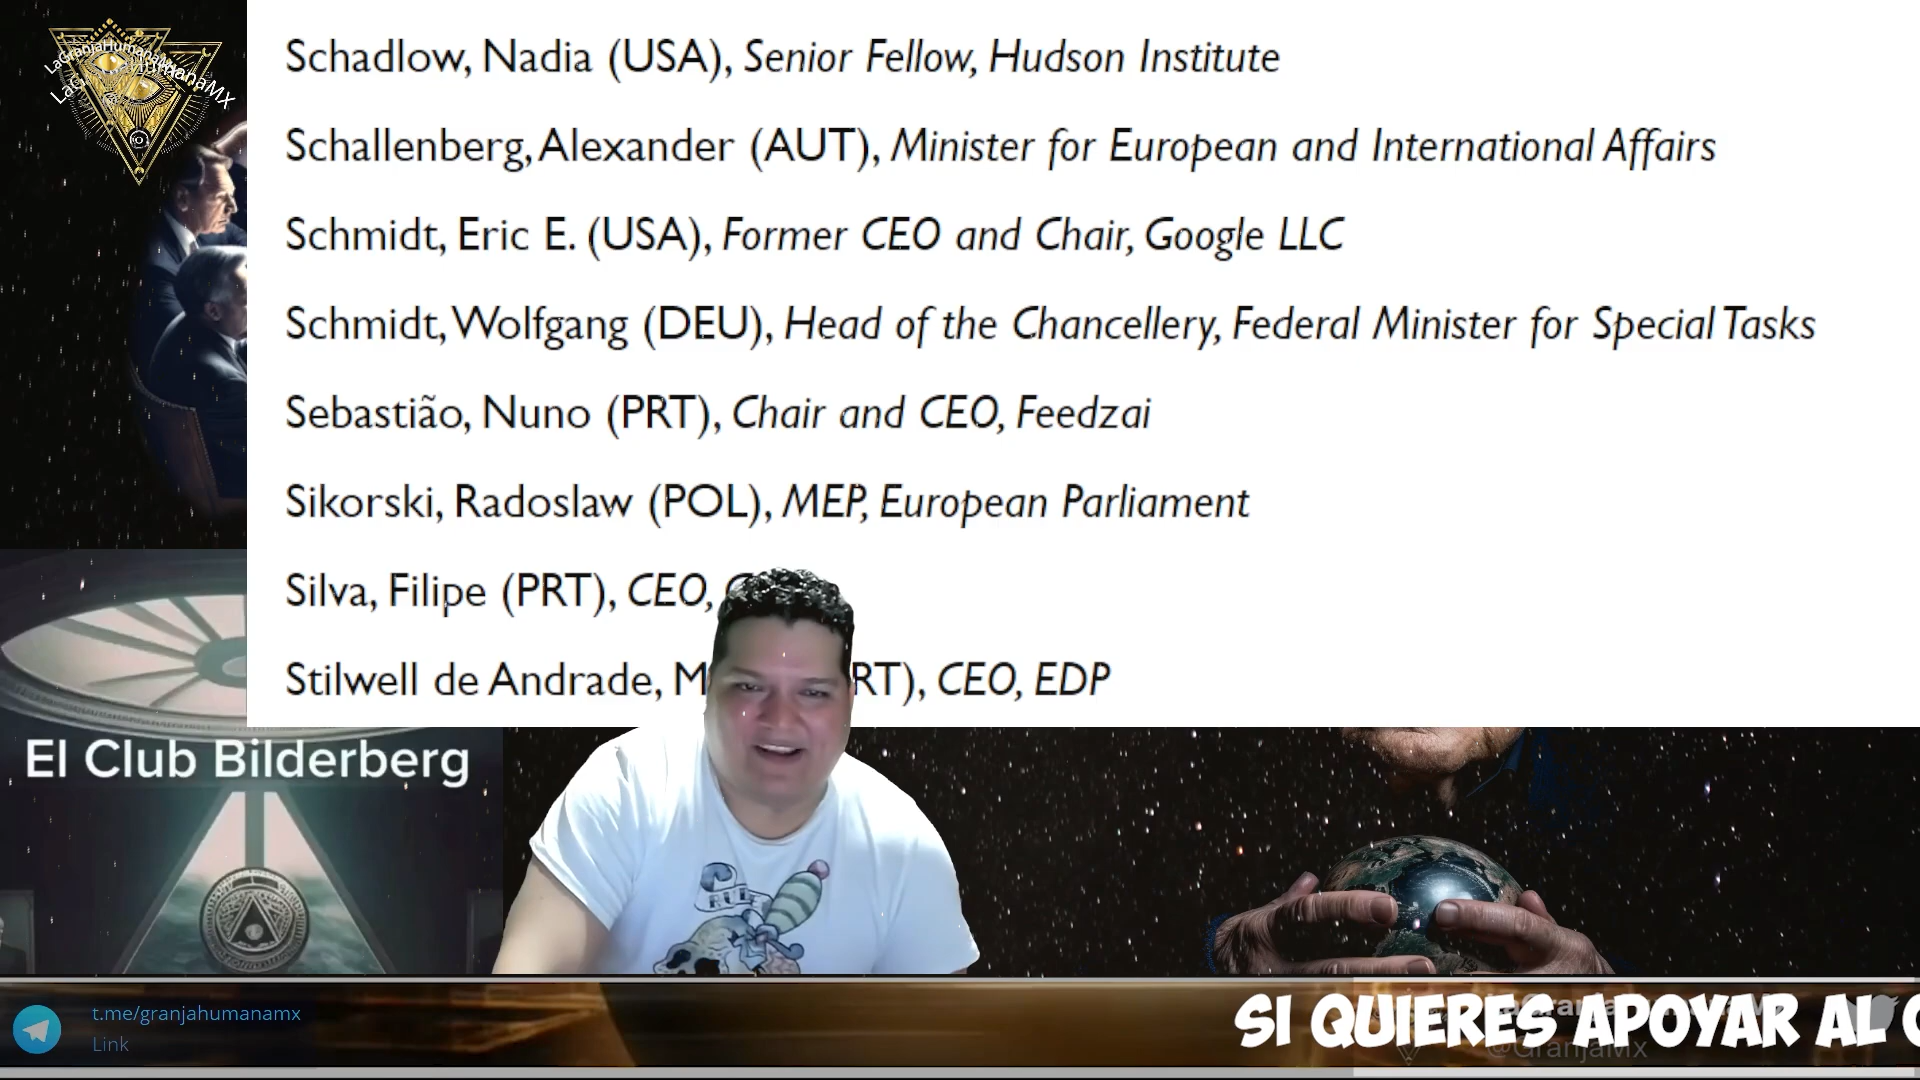 LaGranjaHumanaMX
Schadlow, Nadia (USA), Senior Fellow, Hudson Institute
Schallenberg, Alexander (AUT), Minister for European and International Affairs
Schmidt, Eric E. (USA), Former CEO and Chair, Google LLC
Schmidt, Wolfgang (DEU), Head of the Chancellery, Federal Minister for Special Tasks
Sebastião, Nuno (PRT), Chair and CEO, Feedzai
Sikorski, Radoslaw (POL), MEP, European Parliament
Silva, Filipe (PRT), CEO,
Stilwell de Andrade, CEO, EDP
El Club Bilderberg
t.me/granjahumanamx
Link
SI QUIERES APOYAR AL
@GranjaMx